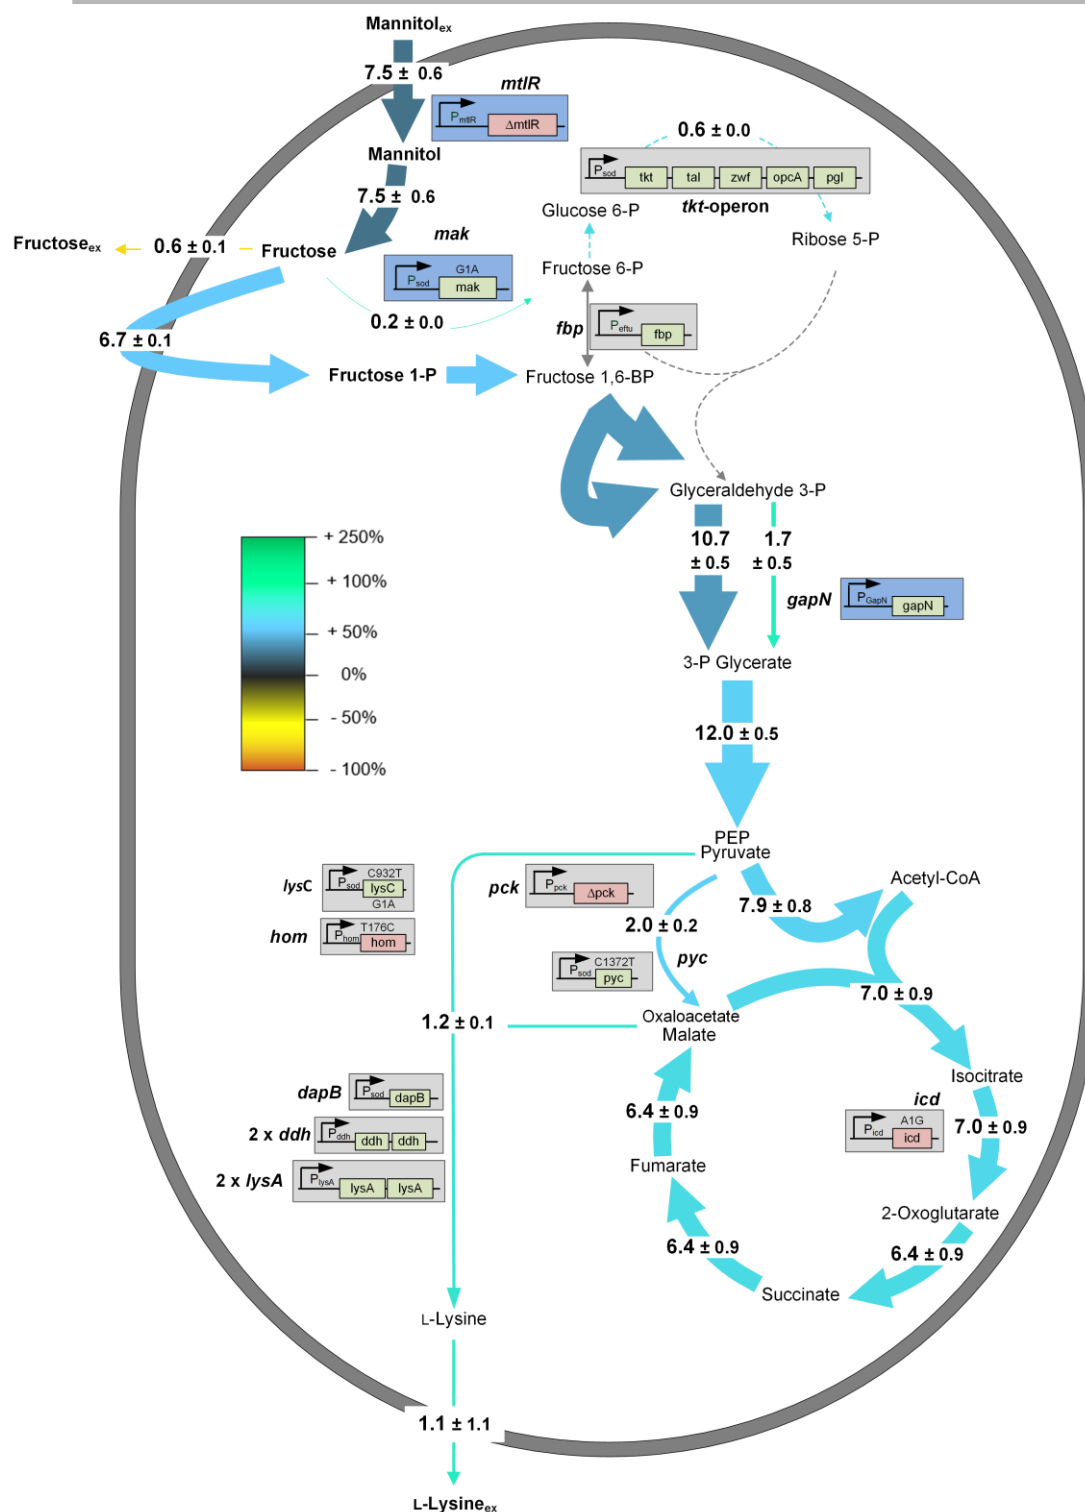 Mannitolex
7.5 ± 0.6
mtlR
PmtlR ΔmtlR
Mannitol
0.6 ± 0.0
Psod tkt tal zwf opcA pgl
tkt-operon
7.5 ± 0.6
Glucose 6-P
Ribose 5-P
Fructoseex
0.6 ± 0.1
Fructose
mak
G1A
Psod mak
Fructose 6-P
0.2 ± 0.0
fbp
Peftu fbp
6.7 ± 0.1
Fructose 1-P
Fructose 1,6-BP
Glyceraldehyde 3-P
10.7
± 0.5
1.7
± 0.5
gapN
PGapN gapN
+ 250%
+ 100%
+ 50%
0%
- 50%
- 100%
3-P Glycerate
12.0 ± 0.5
PEP
Pyruvate
Acetyl-CoA
lysC
C932T
Psod lysC
G1A
pck
Ppck Δpck
7.9 ± 0.8
2.0 ± 0.2
hom
T176C
Phom hom
pyc
C1372T
Psod pyc
7.0 ± 0.9
1.2 ± 0.1
Oxaloacetate
Malate
Isocitrate
dapB
Psod dapB
icd
A1G
Picd icd
7.0 ± 0.9
6.4 ± 0.9
2 x ddh
Pddh ddh ddh
Fumarate
2 x lysA
PlysA lysA lysA
2-Oxoglutarate
6.4 ± 0.9
6.4 ± 0.9
Succinate
L-Lysine
1.1 ± 1.1
L-Lysineex